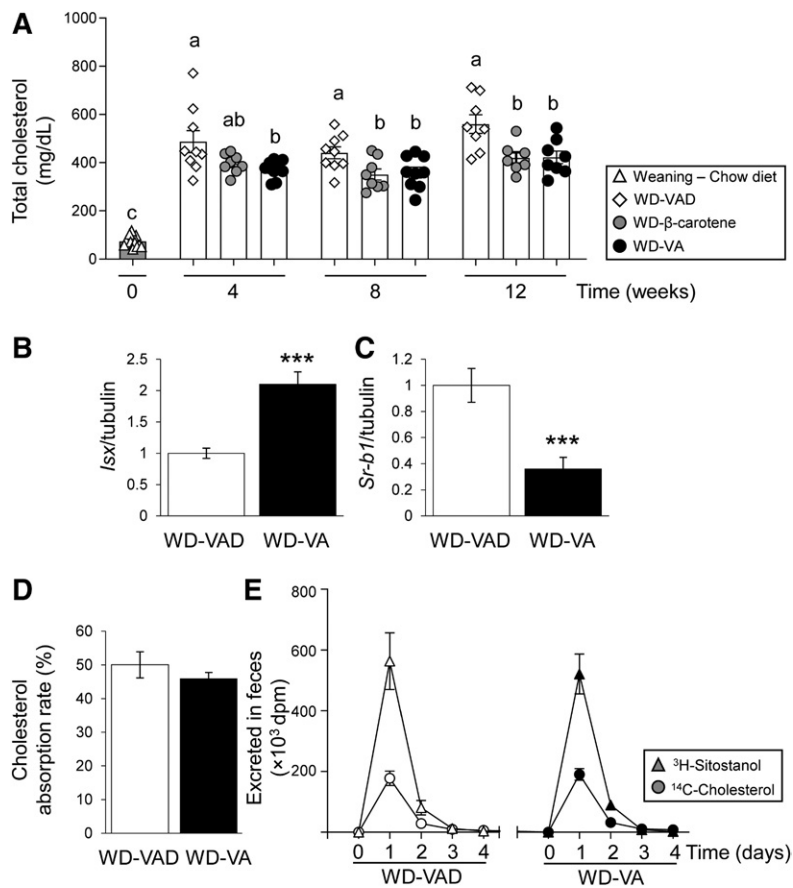 A
Total cholesterol
(mg/dL)
1000
800
600
400
200
0
c
a
ab
b
a
b
b
a
b
b
0
4
8
12
Time (weeks)
Weaning – Chow diet
WD-VAD
WD-β-carotene
WD-VA
B
Isx/tubulin
2.5
2
1.5
1
0.5
0
***
WD-VAD
WD-VA
C
Sr-b1/tubulin
1.2
1
0.8
0.6
0.4
0.2
0
***
WD-VAD
WD-VA
D
Cholesterol
absorption rate (%)
60
50
40
30
20
10
0
WD-VAD
WD-VA
E
Excreted in feces
(×10³ dpm)
800
600
400
200
0 1 2 3 4
WD-VAD
0 1 2 3 4
WD-VA
Time (days)
³H-Sitostanol
¹⁴C-Cholesterol